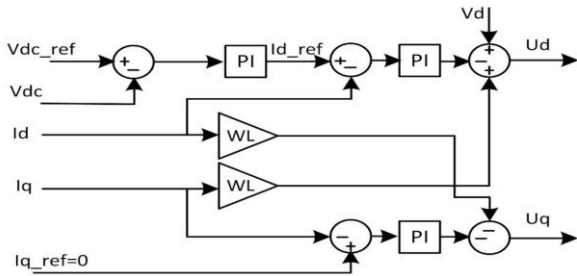 Vd
Vdc_ref
PI
Id_ref
PI
Ud
Vdc
Id
WL
Iq
WL
PI
Uq
Iq_ref=0